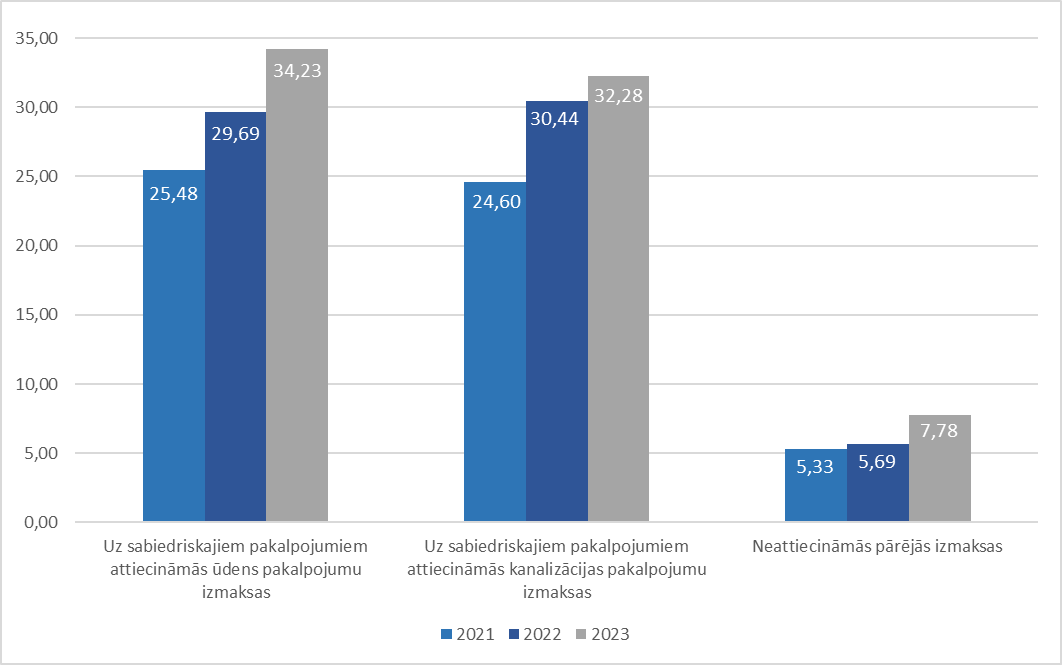 35,00
30,00
25,00
20,00
15,00
10,00
5,00
0,00
25,48
29,69
34,23
24,60
30,44
32,28
5,33
5,69
7,78
Uz sabiedriskajiem pakalpojumiem
attiecināmās ūdens pakalpojumu
izmaksas
Uz sabiedriskajiem pakalpojumiem
attiecināmās kanalizācijas pakalpojumu
izmaksas
Neattiecināmās pārējās izmaksas
2021 2022 2023